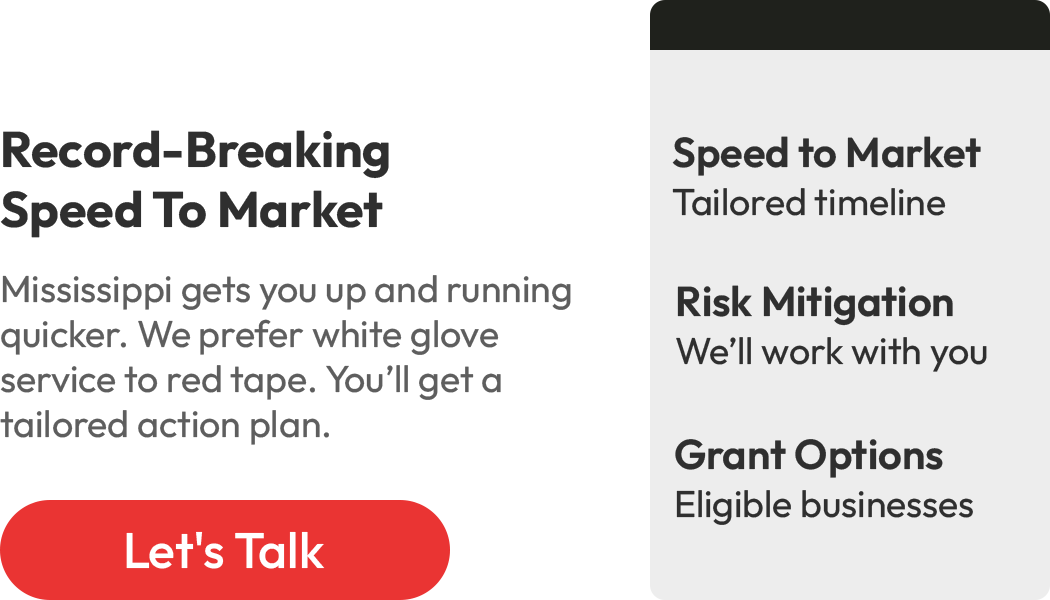 Record-Breaking
Speed To Market
Mississippi gets you up and running
quicker. We prefer white glove
service to red tape. You’ll get a
tailored action plan.
Let's Talk
Speed to Market
Tailored timeline
Risk Mitigation
We’ll work with you
Grant Options
Eligible businesses